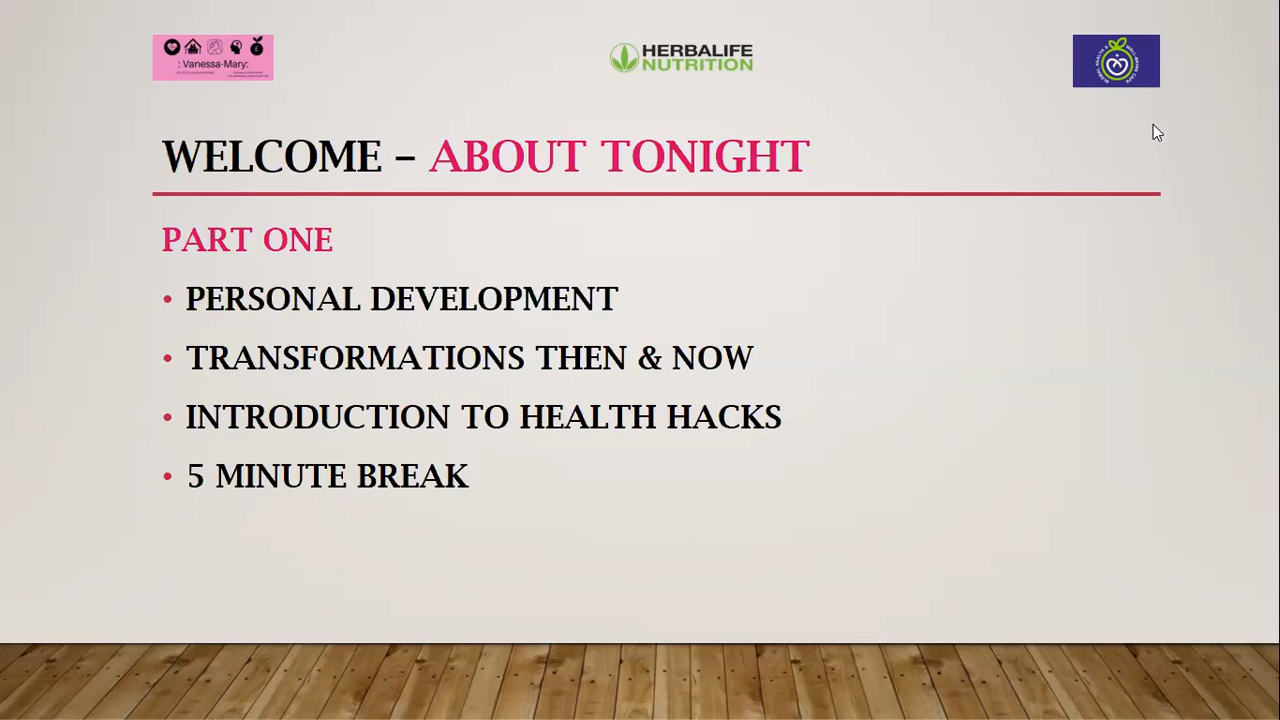 : Vanessa-Mary:
HERBALIFE
NUTRITION
WELCOME – ABOUT TONIGHT
PART ONE
• PERSONAL DEVELOPMENT
• TRANSFORMATIONS THEN & NOW
• INTRODUCTION TO HEALTH HACKS
• 5 MINUTE BREAK